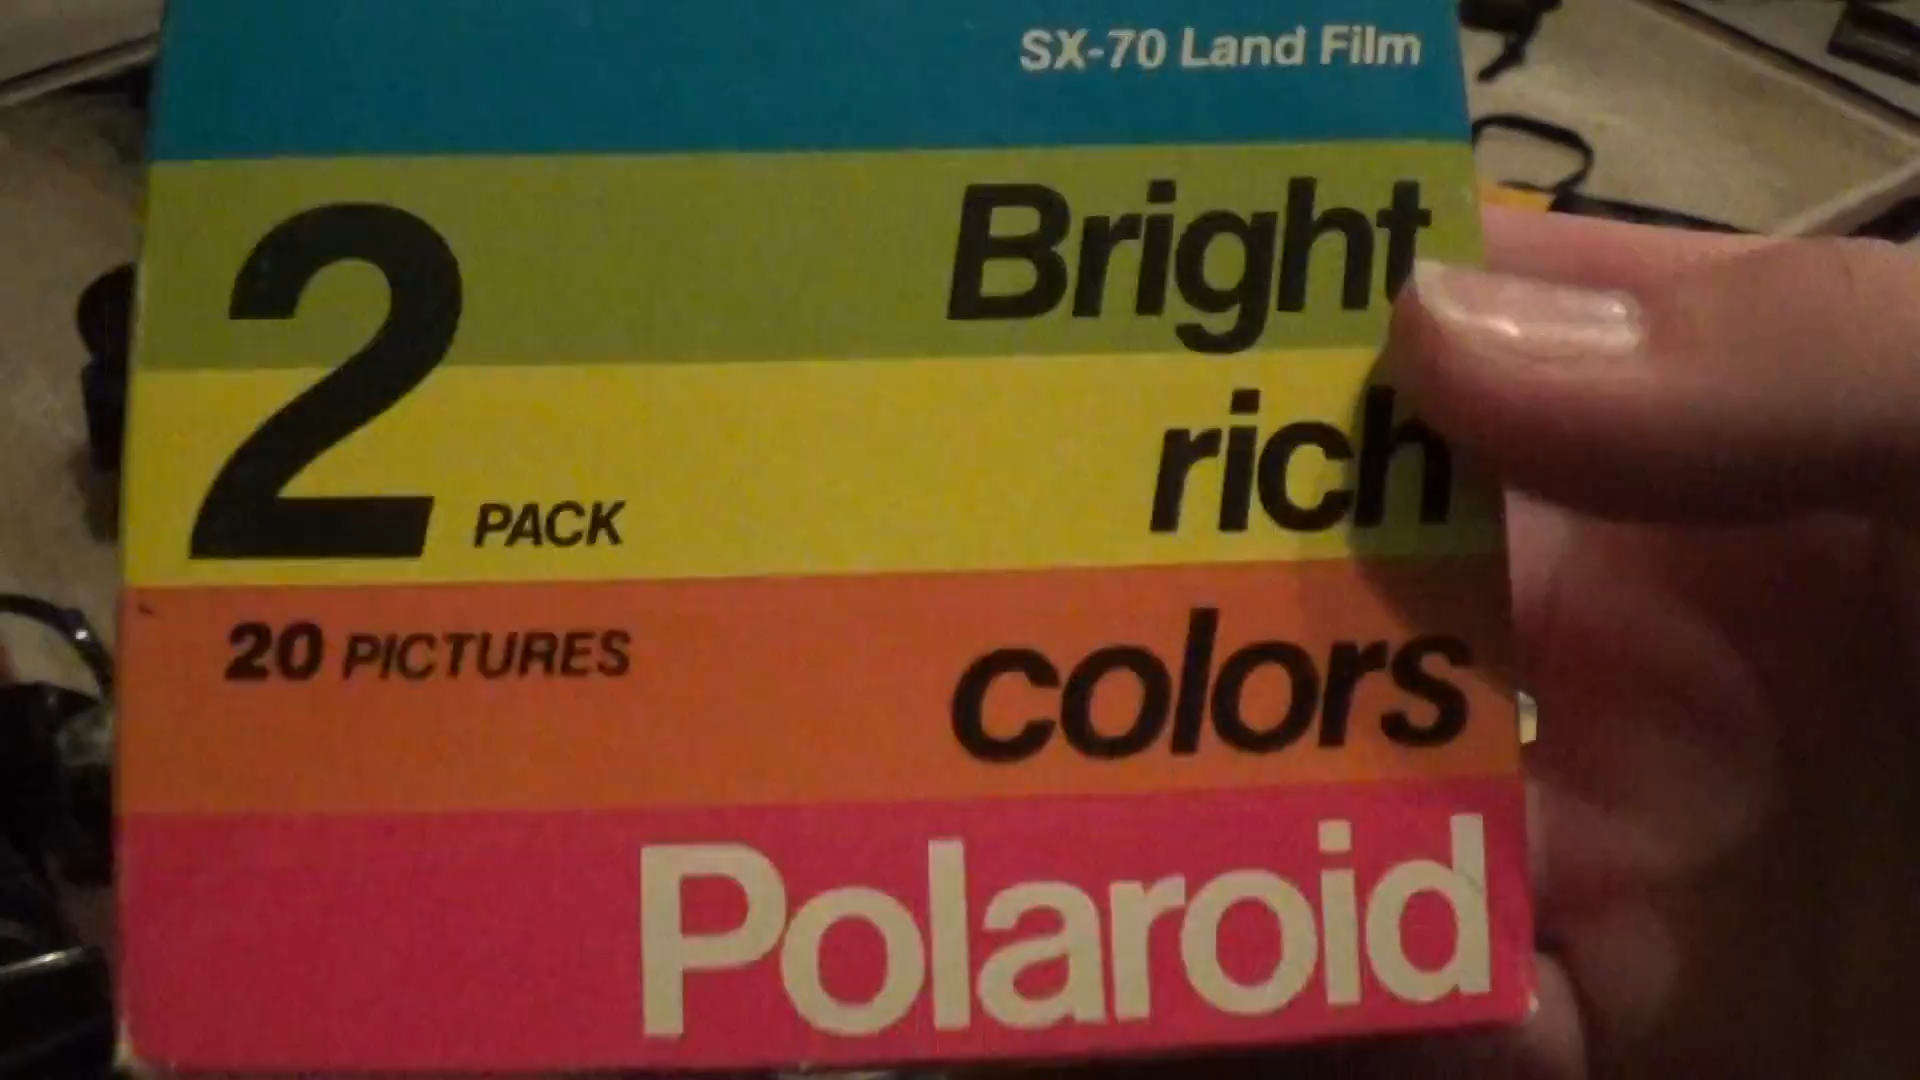 SX-70 Land Film
Bright
rich
2 PACK
20 PICTURES
colors
Polaroid